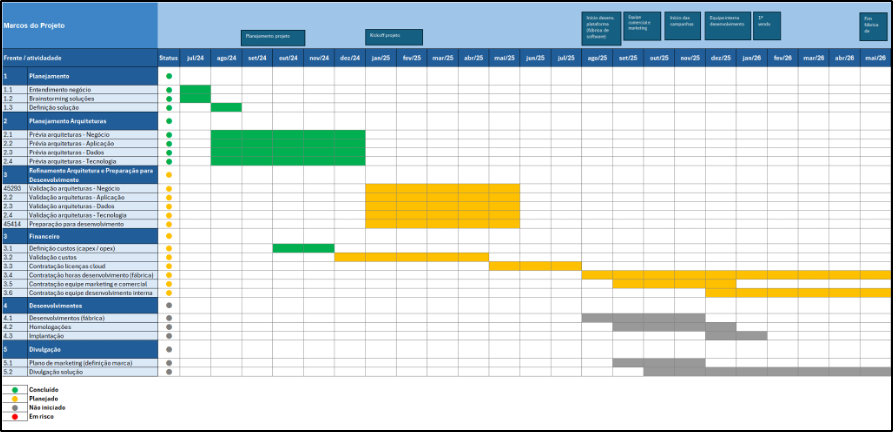 Marcos do Projeto
Planejamento projeto
Kickoff projeto
Início desenv.
plataforma
(fábrica de
software)
Equipe
comercial e
marketing
Início das
campanhas
Equipe interna
desenvolvimento
1ª
venda
Fim
fábrica
de
Frente / atividadade Status jul/24 ago/24 set/24 out/24 nov/24 dez/24 jan/25 fev/25 mar/25 abr/25 mai/25 jun/25 jul/25 ago/25 set/25 out/25 nov/25 dez/25 jan/26 fev/26 mar/26 abr/26 mai/26
1 Planejamento
1.1 Entendimento negócio
1.2 Brainstorming soluções
1.3 Definição solução
2 Planejamento Arquiteturas
2.1 Prévia arquiteturas - Negócio
2.2 Prévia arquiteturas - Aplicação
2.3 Prévia arquiteturas - Dados
2.4 Prévia arquiteturas - Tecnologia
3 Refinamento Arquitetura e Preparação para
Desenvolvimento
45293 Validação arquiteturas - Negócio
2.2 Validação arquiteturas - Aplicação
2.3 Validação arquiteturas - Dados
2.4 Validação arquiteturas - Tecnologia
45414 Preparação para desenvolvimento
3 Financeiro
3.1 Definição custos (capex / opex)
3.2 Validação custos
3.3 Contratação licenças cloud
3.4 Contratação horas desenvolvimento (fábrica)
3.5 Contratação equipe marketing e comercial
3.6 Contratação equipe desenvolvimento interna
4 Desenvolvimentos
4.1 Desenvolvimentos (fábrica)
4.2 Homologações
4.3 Implantação
5 Divulgação
5.1 Plano de marketing (definição marca)
5.2 Divulgação solução
Concluído
Planejado
Não iniciado
Em risco